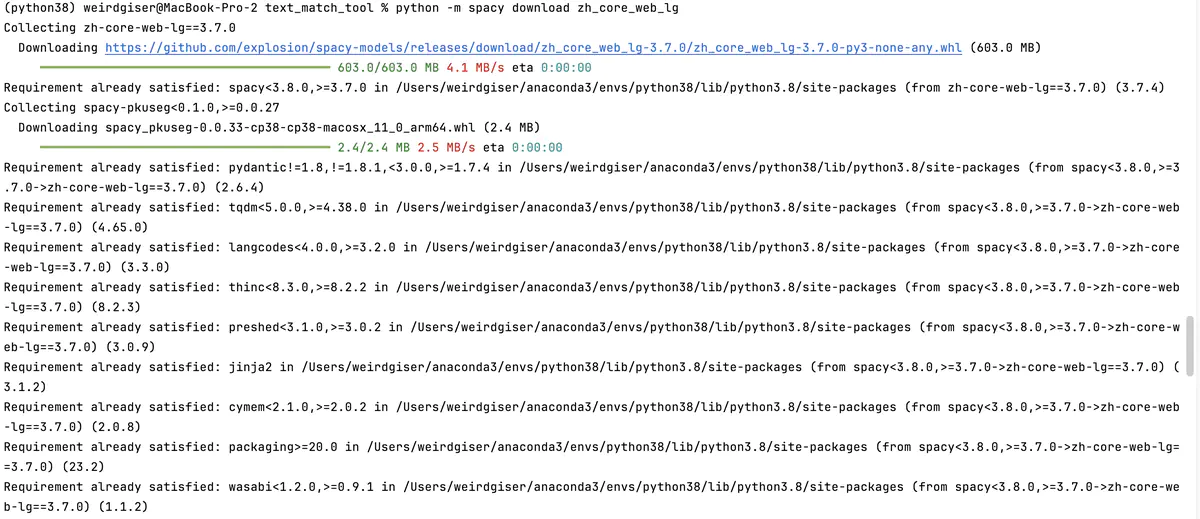 (python38) weirdgiser@MacBook-Pro-2 text_match_tool % python -m spacy download zh_core_web_lg
Collecting zh-core-web-lg==3.7.0
  Downloading https://github.com/explosion/spacy-models/releases/download/zh_core_web_lg-3.7.0/zh_core_web_lg-3.7.0-py3-none-any.whl (603.0 MB)
603.0/603.0 MB 4.1 MB/s eta 0:00:00
Requirement already satisfied: spacy<3.8.0,>=3.7.0 in /Users/weirdgiser/anaconda3/envs/python38/lib/python3.8/site-packages (from zh-core-web-lg==3.7.0) (3.7.4)
Collecting spacy-pkuseg<0.1.0,>=0.0.27
  Downloading spacy_pkuseg-0.0.33-cp38-cp38-macosx_11_0_arm64.whl (2.4 MB)
2.4/2.4 MB 2.5 MB/s eta 0:00:00
Requirement already satisfied: pydantic!=1.8,!=1.8.1,<3.0.0,>=1.7.4 in /Users/weirdgiser/anaconda3/envs/python38/lib/python3.8/site-packages (from spacy<3.8.0,>=3
.7.0->zh-core-web-lg==3.7.0) (2.6.4)
Requirement already satisfied: tqdm<5.0.0,>=4.38.0 in /Users/weirdgiser/anaconda3/envs/python38/lib/python3.8/site-packages (from spacy<3.8.0,>=3.7.0->zh-core-web
-lg==3.7.0) (4.65.0)
Requirement already satisfied: langcodes<4.0.0,>=3.2.0 in /Users/weirdgiser/anaconda3/envs/python38/lib/python3.8/site-packages (from spacy<3.8.0,>=3.7.0->zh-core
-web-lg==3.7.0) (3.3.0)
Requirement already satisfied: thinc<8.3.0,>=8.2.2 in /Users/weirdgiser/anaconda3/envs/python38/lib/python3.8/site-packages (from spacy<3.8.0,>=3.7.0->zh-core-web
-lg==3.7.0) (8.2.3)
Requirement already satisfied: preshed<3.1.0,>=3.0.2 in /Users/weirdgiser/anaconda3/envs/python38/lib/python3.8/site-packages (from spacy<3.8.0,>=3.7.0->zh-core-w
eb-lg==3.7.0) (3.0.9)
Requirement already satisfied: jinja2 in /Users/weirdgiser/anaconda3/envs/python38/lib/python3.8/site-packages (from spacy<3.8.0,>=3.7.0->zh-core-web-lg==3.7.0) (
3.1.2)
Requirement already satisfied: cymem<2.1.0,>=2.0.2 in /Users/weirdgiser/anaconda3/envs/python38/lib/python3.8/site-packages (from spacy<3.8.0,>=3.7.0->zh-core-web
-lg==3.7.0) (2.0.8)
Requirement already satisfied: packaging>=20.0 in /Users/weirdgiser/anaconda3/envs/python38/lib/python3.8/site-packages (from spacy<3.8.0,>=3.7.0->zh-core-web-lg=
=3.7.0) (23.2)
Requirement already satisfied: wasabi<1.2.0,>=0.9.1 in /Users/weirdgiser/anaconda3/envs/python38/lib/python3.8/site-packages (from spacy<3.8.0,>=3.7.0->zh-core-we
b-lg==3.7.0) (1.1.2)